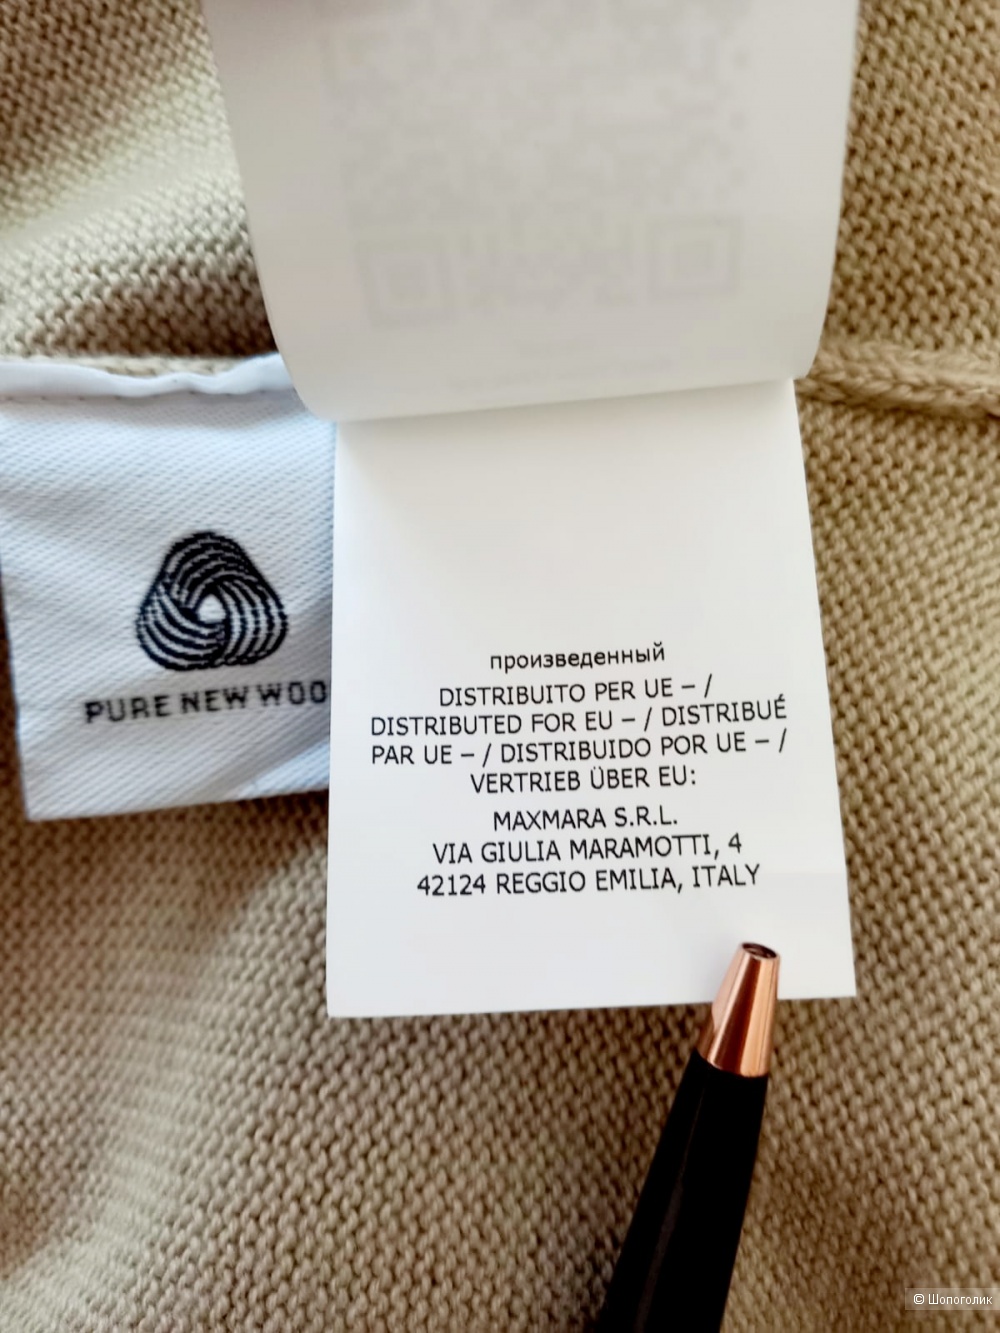 PURE NEW WOO
произведенный
DISTRIBUITO PER UE – /
DISTRIBUTED FOR EU – / DISTRIBUÉ
PAR UE – / DISTRIBUIDO POR UE – /
VERTRIEB ÜBER EU:
MAXMARA S.R.L.
VIA GIULIA MARAMOTTI, 4
42124 REGGIO EMILIA, ITALY
© Шопоголик